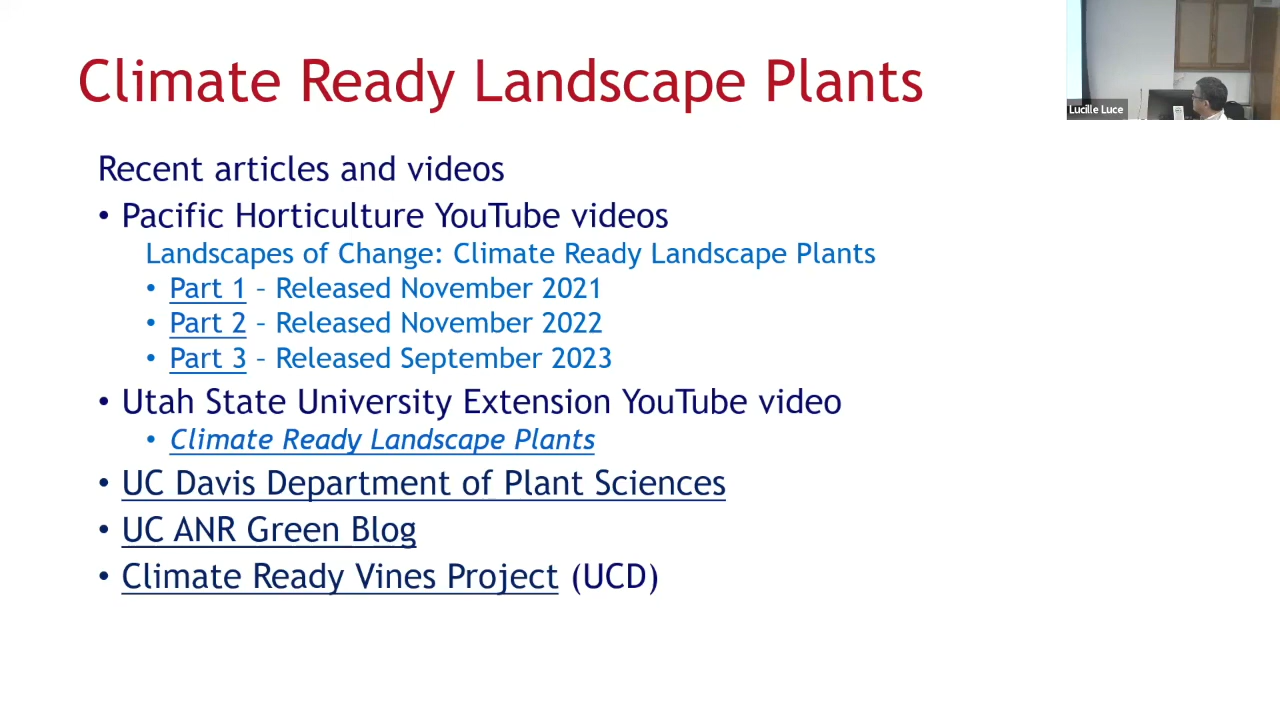 Climate Ready Landscape Plants
Lucille Luce
Recent articles and videos
• Pacific Horticulture YouTube videos
Landscapes of Change: Climate Ready Landscape Plants
• Part 1 – Released November 2021
• Part 2 – Released November 2022
• Part 3 – Released September 2023
• Utah State University Extension YouTube video
• Climate Ready Landscape Plants
• UC Davis Department of Plant Sciences
• UC ANR Green Blog
• Climate Ready Vines Project (UCD)